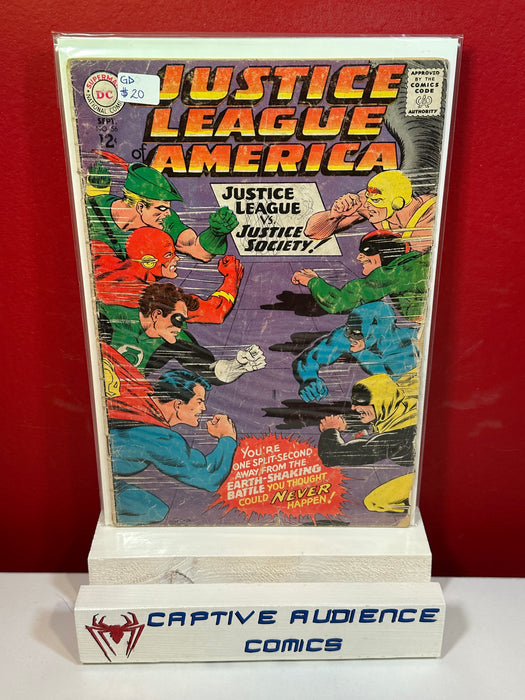 SUPERMAN
DC
NATIONAL COMICS
GD
$20
SEPT.
NO. 56
12¢
JUSTICE
LEAGUE
of AMERICA
APPROVED
BY THE
COMICS
CODE
AUTHORITY
JUSTICE
LEAGUE
VS.
JUSTICE
SOCIETY!
YOU'RE
ONE SPLIT-SECOND
AWAY FROM THE
EARTH-SHAKING
BATTLE YOU THOUGHT
COULD NEVER
HAPPEN!
CAPTIVE AUDIENCE
COMICS